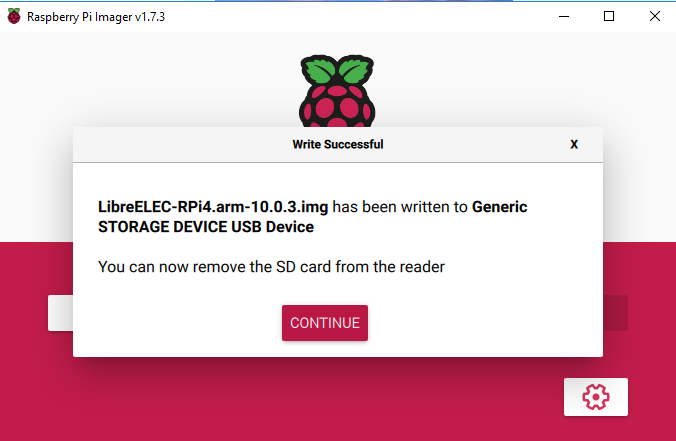 Raspberry Pi Imager v1.7.3
Write Successful
X
LibreELEC-RPi4.arm-10.0.3.img has been written to Generic
STORAGE DEVICE USB Device
You can now remove the SD card from the reader
CONTINUE